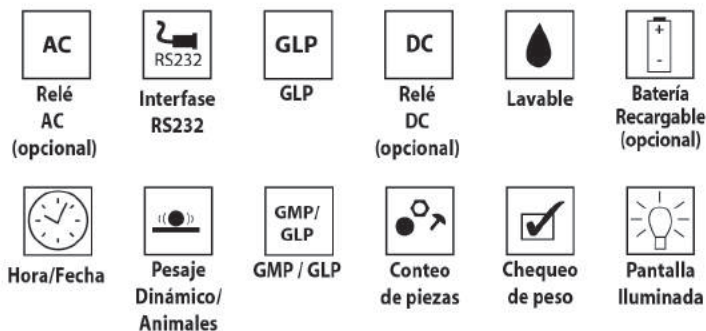 AC
RS232
GLP
DC
+
-
Relé
AC
(opcional)
Interfase
RS232
GLP
Relé
DC
(opcional)
Lavable
Batería
Recargable
(opcional)
GMP/
GLP
Hora/Fecha
Pesaje
Dinámico/
Animales
GMP / GLP
Conteo
de piezas
Chequeo
de peso
Pantalla
Iluminada